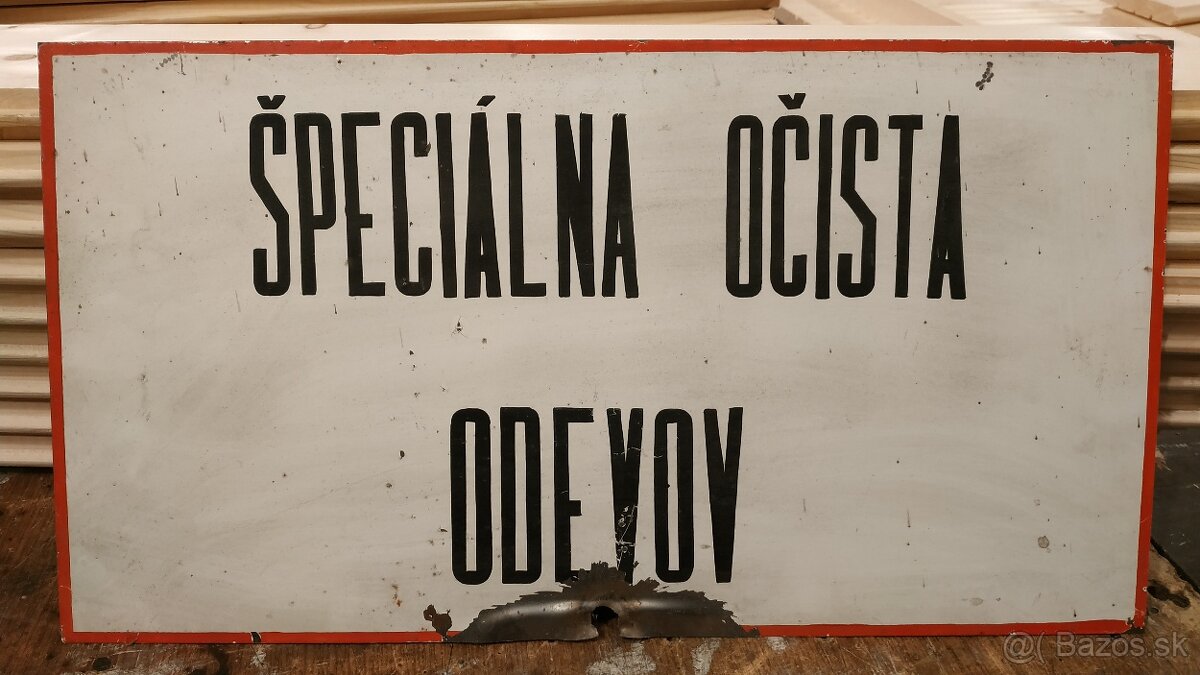 ŠPECIÁLNA OČISTA
ODEVOV
@( Bazos.sk